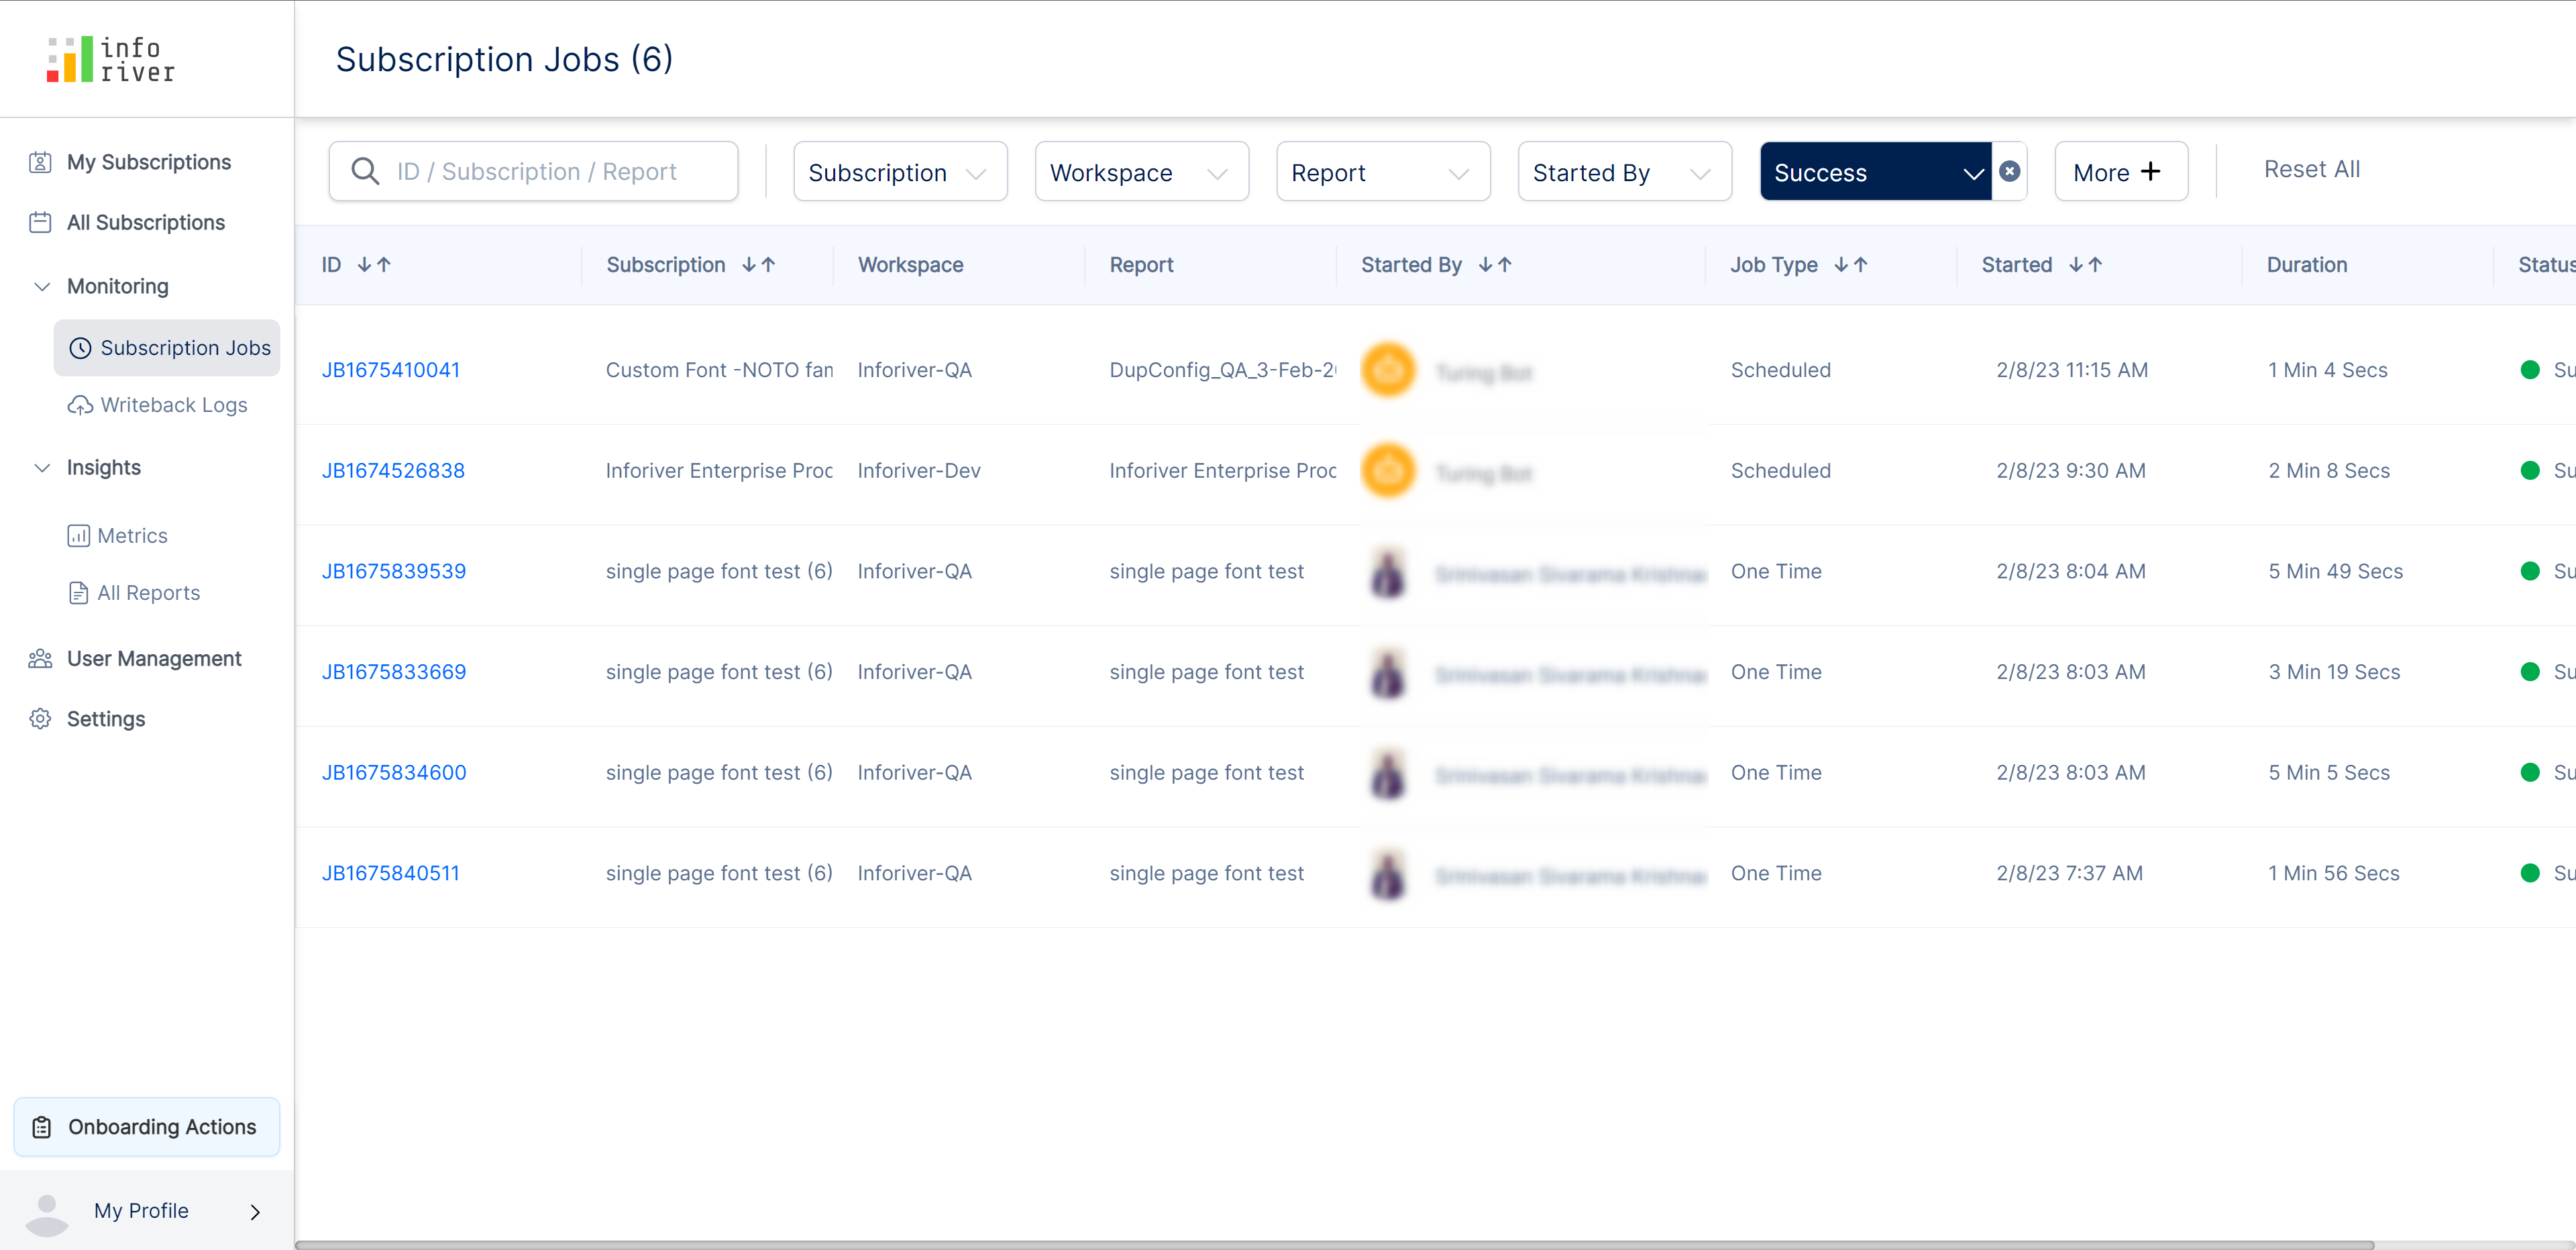 info
river
Subscription Jobs (6)
My Subscriptions
All Subscriptions
Monitoring
Subscription Jobs
Writeback Logs
Insights
Metrics
All Reports
User Management
Settings
Onboarding Actions
My Profile
ID / Subscription / Report
Subscription
Workspace
Report
Started By
Success
More +
Reset All
ID Subscription Workspace Report Started By Job Type Started Duration Status
JB1675410041 Custom Font -NOTO fam Inforiver-QA DupConfig_QA_3-Feb-20 Turing Bot Scheduled 2/8/23 11:15 AM 1 Min 4 Secs Su
JB1674526838 Inforiver Enterprise Proc Inforiver-Dev Inforiver Enterprise Proc Turing Bot Scheduled 2/8/23 9:30 AM 2 Min 8 Secs Su
JB1675839539 single page font test (6) Inforiver-QA single page font test One Time 2/8/23 8:04 AM 5 Min 49 Secs Su
JB1675833669 single page font test (6) Inforiver-QA single page font test One Time 2/8/23 8:03 AM 3 Min 19 Secs Su
JB1675834600 single page font test (6) Inforiver-QA single page font test One Time 2/8/23 8:03 AM 5 Min 5 Secs Su
JB1675840511 single page font test (6) Inforiver-QA single page font test One Time 2/8/23 7:37 AM 1 Min 56 Secs Su